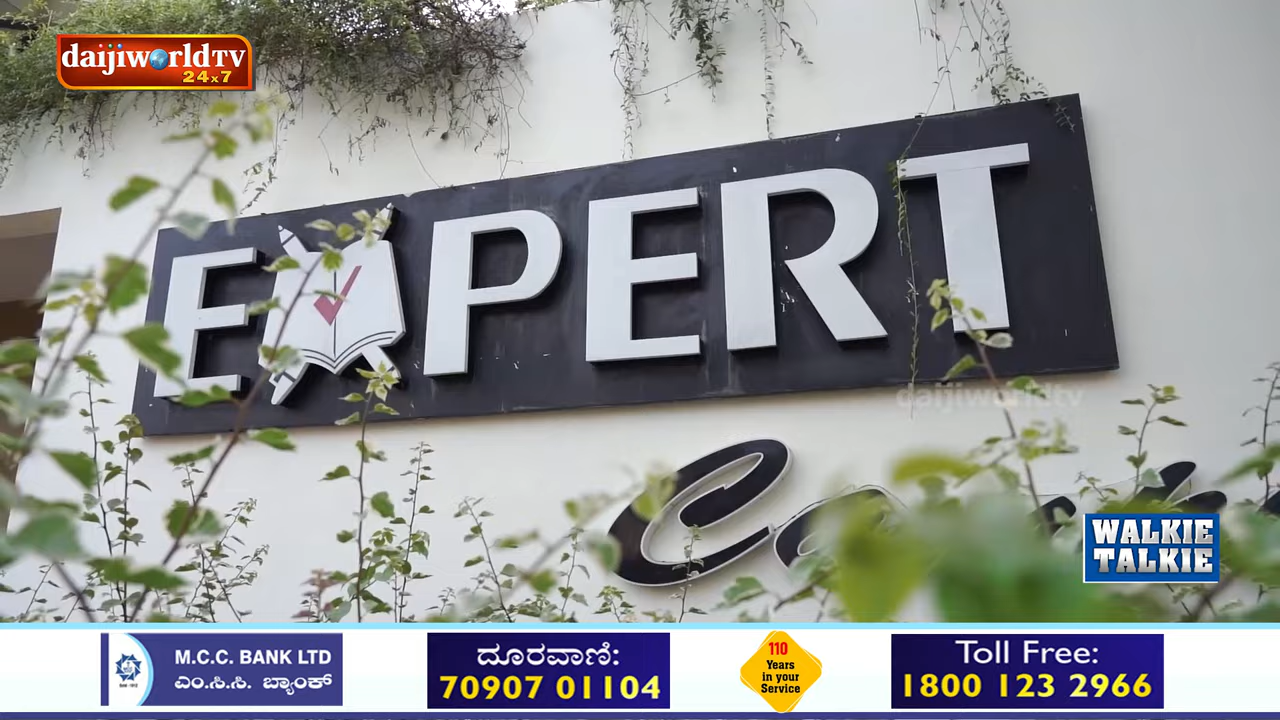 daijiworldTV
24x7
EXPERT
daijiworldtv
WALKIE
TALKIE
M.C.C. BANK LTD
ಎಂ.ಸಿ.ಸಿ. ಬ್ಯಾಂಕ್
ದೂರವಾಣಿ:
70907 01104
110
Years
in your
Service
Toll Free:
1800 123 2966